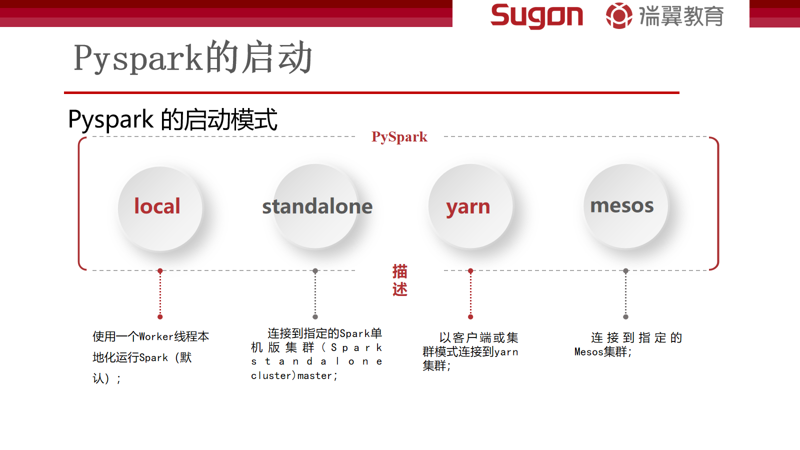 Sugon 瑞翼教育
Pyspark的启动
Pyspark 的启动模式
PySpark
local
standalone
yarn
mesos
描
述
使用一个Worker线程本
地化运行Spark（默
认）；
连接到指定的Spark单
机版集群(Spark
standalone
cluster)master;
以客户端或集
群模式连接到yarn
集群;
连接到指定的
Mesos集群;